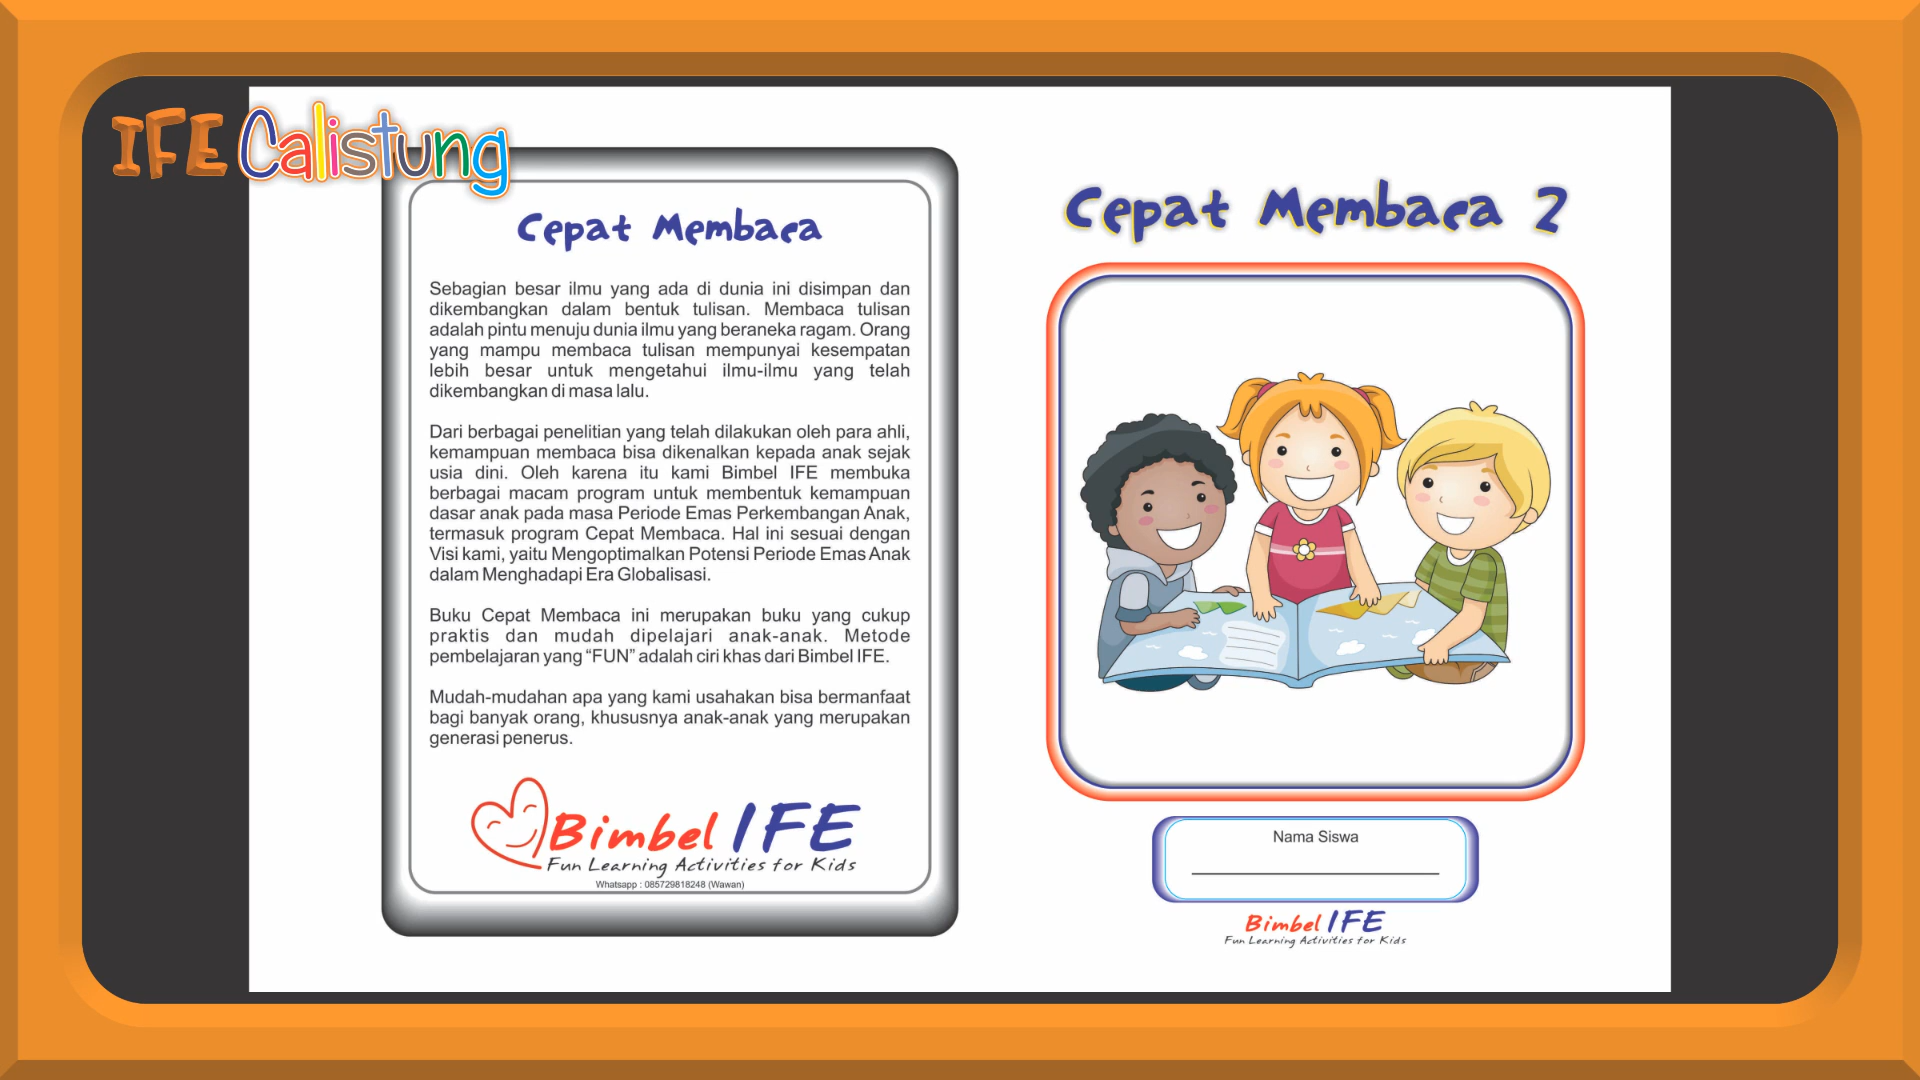 IFE Calistung
Cepat Membaca
Sebagian besar ilmu yang ada di dunia ini disimpan dan
dikembangkan dalam bentuk tulisan. Membaca tulisan
adalah pintu menuju dunia ilmu yang beraneka ragam. Orang
yang mampu membaca tulisan mempunyai kesempatan
lebih besar untuk mengetahui ilmu-ilmu yang telah
dikembangkan di masa lalu.
Dari berbagai penelitian yang telah dilakukan oleh para ahli,
kemampuan membaca bisa dikenalkan kepada anak sejak
usia dini. Oleh karena itu kami Bimbel IFE membuka
berbagai macam program untuk membentuk kemampuan
dasar anak pada masa Periode Emas Perkembangan Anak,
termasuk program Cepat Membaca. Hal ini sesuai dengan
Visi kami, yaitu Mengoptimalkan Potensi Periode Emas Anak
dalam Menghadapi Era Globalisasi.
Buku Cepat Membaca ini merupakan buku yang cukup
praktis dan mudah dipelajari anak-anak. Metode
pembelajaran yang “FUN” adalah ciri khas dari Bimbel IFE.
Mudah-mudahan apa yang kami usahakan bisa bermanfaat
bagi banyak orang, khususnya anak-anak yang merupakan
generasi penerus.
Bimbel IFE
Fun Learning Activities for Kids
Whatsapp : 085729818248 (Wawan)
Cepat Membaca 2
Nama Siswa
Bimbel IFE
Fun Learning Activities for Kids